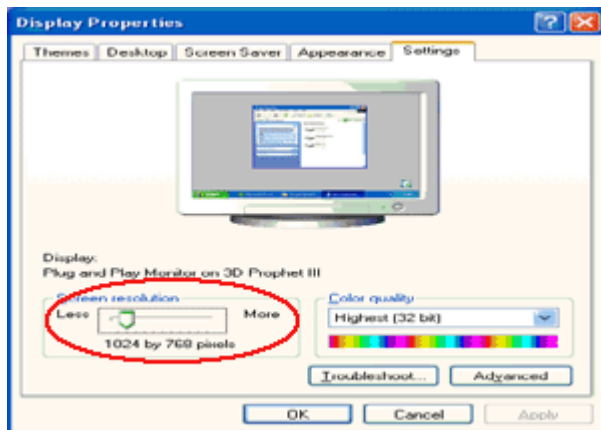 Display Properties
Themes Desktop Screen Saver Appearance Settings
Display:
Plug and Play Monitor on 3D Prophet III
Screen resolution
Less More
1024 by 768 pixels
Color quality
Highest (32 bit)
Troubleshoot... Advanced
OK Cancel Apply